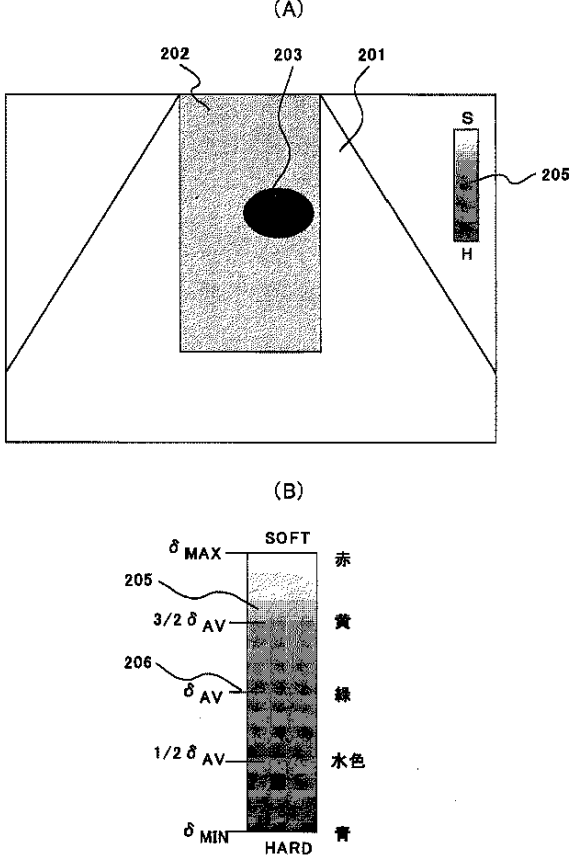 (A)
202
203
201
S
205
H
(B)
SOFT
δ MAX
赤
205
3/2 δ AV
黄
206
δ AV
緑
1/2 δ AV
水色
δ MIN
青
HARD